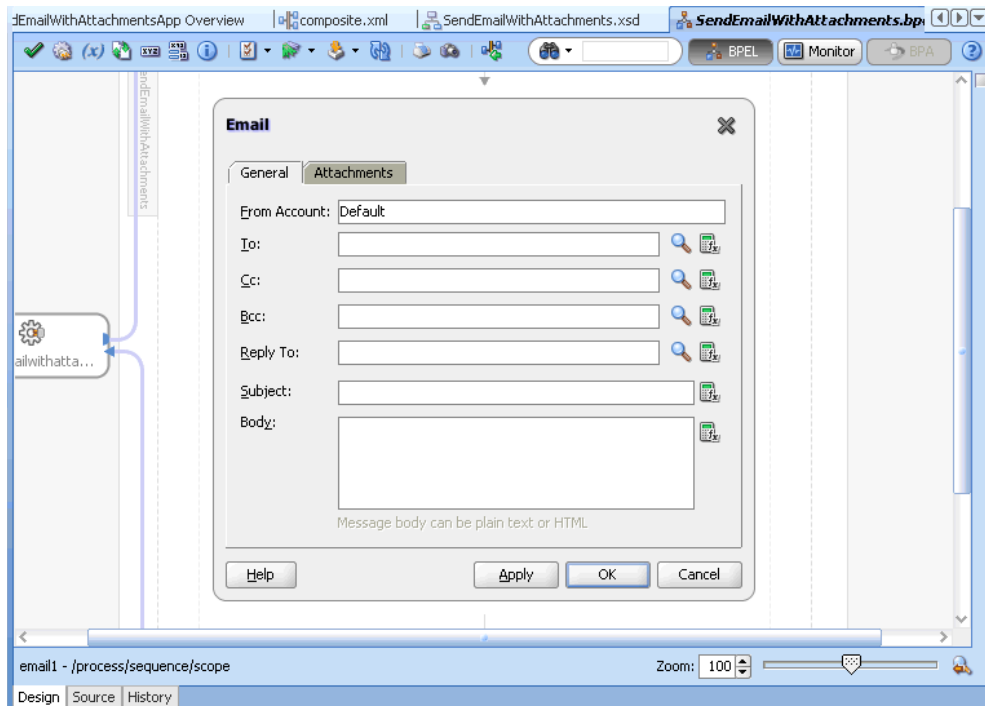 dEmailWithAttachmentsApp Overview composite.xml SendEmailWithAttachments.xsd SendEmailWithAttachments.bp
(x) XYZ BPEL Monitor BPA ?
endEmailWithAttachments
Email
General Attachments
From Account: Default
To:
Cc:
Bcc:
Reply To:
Subject:
Body:
Message body can be plain text or HTML
Help Apply OK Cancel
ailwithatta...
email1 - /process/sequence/scope Zoom: 100
Design Source History